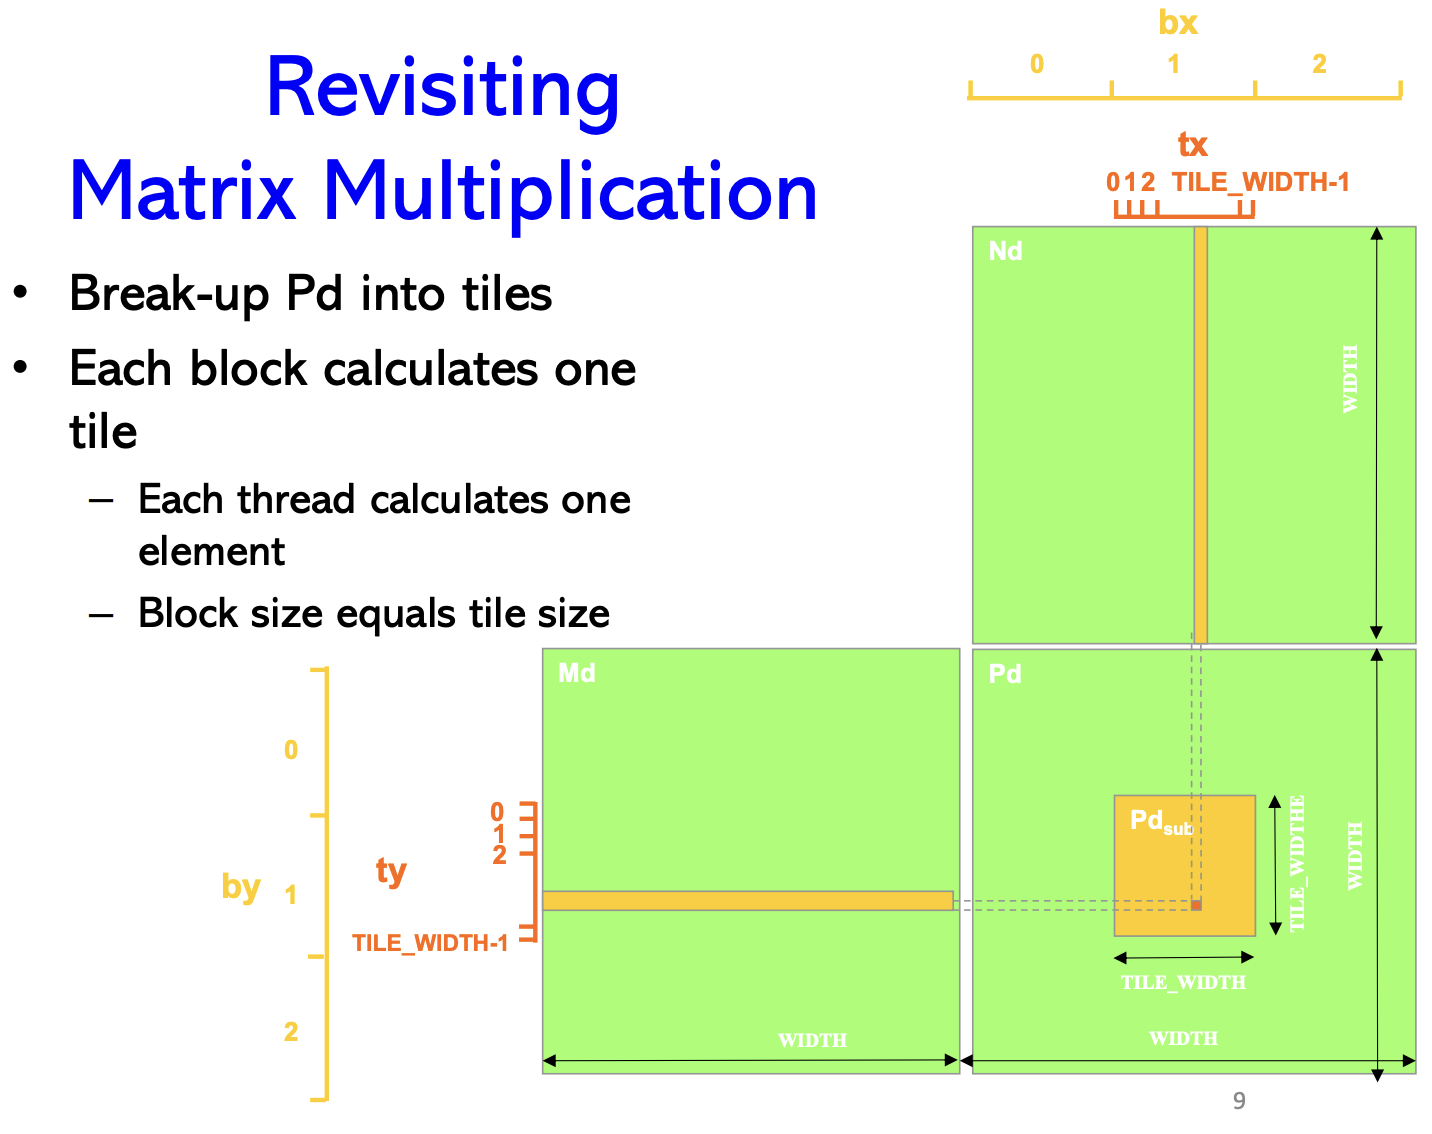 Revisiting
Matrix Multiplication
• Break-up Pd into tiles
• Each block calculates one
tile
– Each thread calculates one
element
– Block size equals tile size
bx
0 1 2
tx
0 1 2 TILE_WIDTH-1
Nd
WIDTH
by
0
1
2
ty
0
1
2
TILE_WIDTH-1
Md
WIDTH
Pd
Pdsub
TILE_WIDTHE
TILE_WIDTH
WIDTH
WIDTH
9